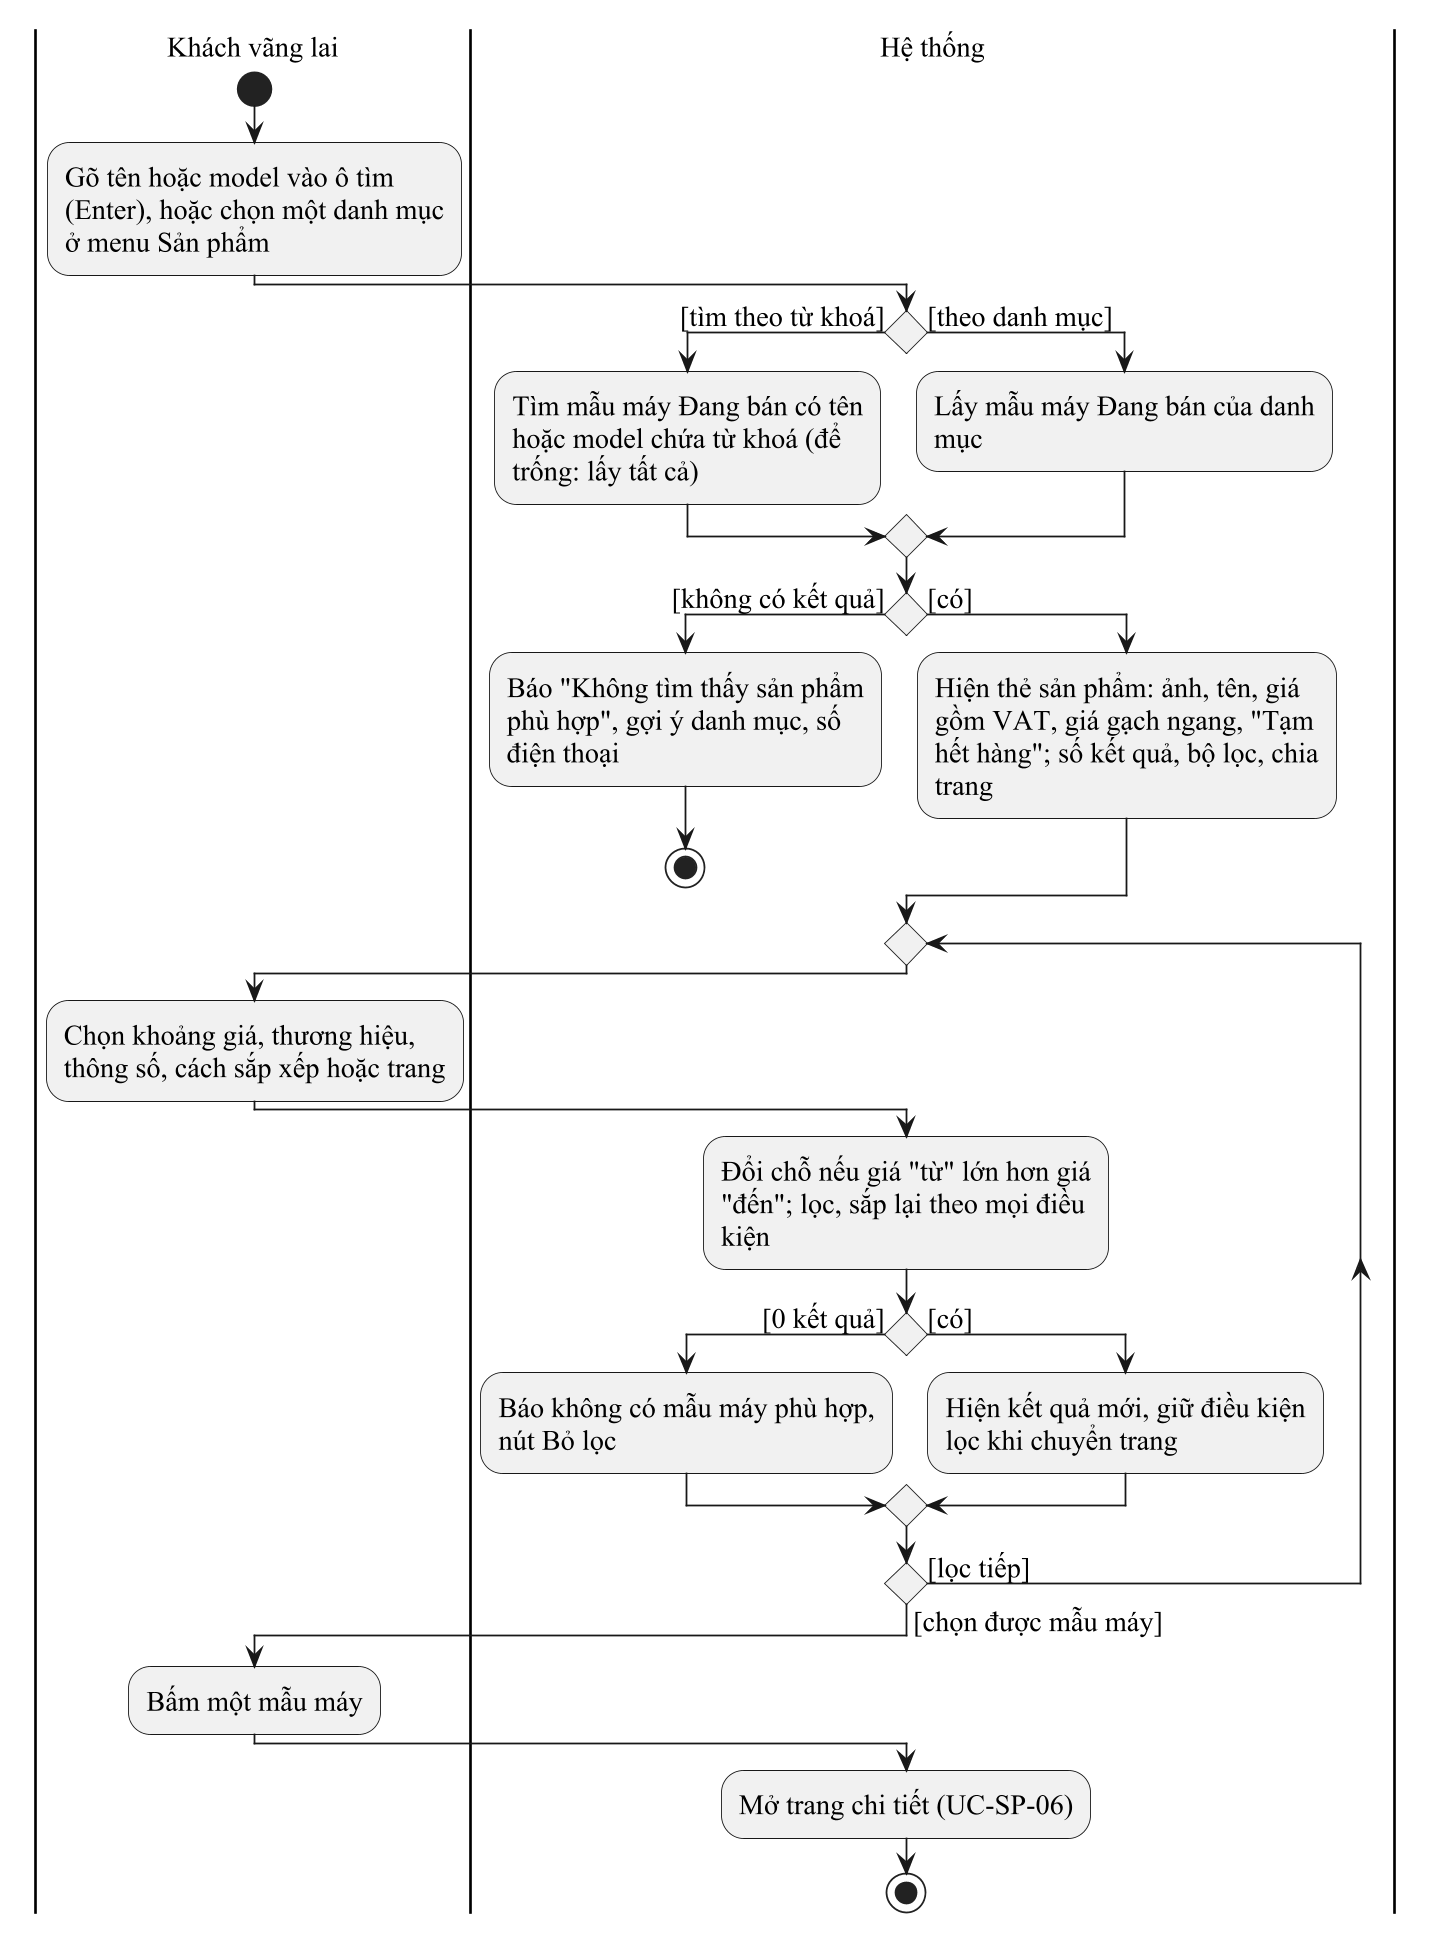 Khách vãng lai
Hệ thống
Gõ tên hoặc model vào ô tìm
(Enter), hoặc chọn một danh mục
ở menu Sản phẩm
[tìm theo từ khoá]
[theo danh mục]
Tìm mẫu máy Đang bán có tên
hoặc model chứa từ khoá (để
trống: lấy tất cả)
Lấy mẫu máy Đang bán của danh
mục
[không có kết quả]
[có]
Báo "Không tìm thấy sản phẩm
phù hợp", gợi ý danh mục, số
điện thoại
Hiện thẻ sản phẩm: ảnh, tên, giá
gồm VAT, giá gạch ngang, "Tạm
hết hàng"; số kết quả, bộ lọc, chia
trang
Chọn khoảng giá, thương hiệu,
thông số, cách sắp xếp hoặc trang
Đổi chỗ nếu giá "từ" lớn hơn giá
"đến"; lọc, sắp lại theo mọi điều
kiện
[0 kết quả]
[có]
Báo không có mẫu máy phù hợp,
nút Bỏ lọc
Hiện kết quả mới, giữ điều kiện
lọc khi chuyển trang
[lọc tiếp]
[chọn được mẫu máy]
Bấm một mẫu máy
Mở trang chi tiết (UC-SP-06)